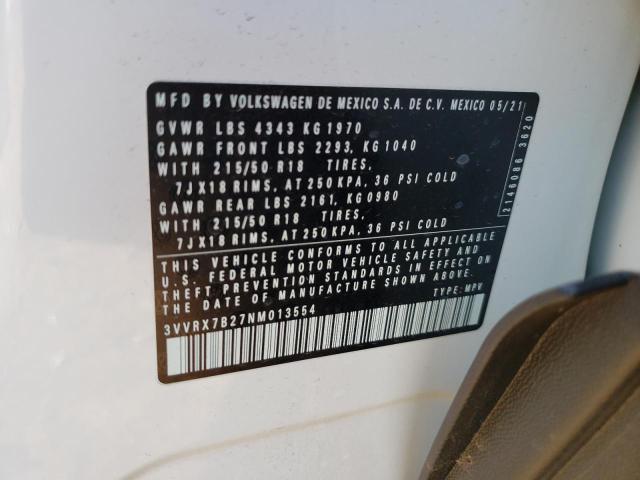 MFD BY VOLKSWAGEN DE MEXICO S.A. DE C.V. MEXICO 05/21
GVWR LBS 4343 KG 1970
GAWR FRONT LBS 2293, KG 1040
WITH 215/50 R18 TIRES,
7JX18 RIMS, AT 250 KPA, 36 PSI COLD
GAWR REAR LBS 2161, KG 0980
WITH 215/50 R18 TIRES,
7JX18 RIMS, AT 250 KPA, 36 PSI COLD
THIS VEHICLE CONFORMS TO ALL APPLICABLE
U.S. FEDERAL MOTOR VEHICLE SAFETY AND
THEFT PREVENTION STANDARDS IN EFFECT ON
THE DATE OF MANUFACTURE SHOWN ABOVE.
TYPE: MPV
3VVRX7B27NM013554
2146086 3620